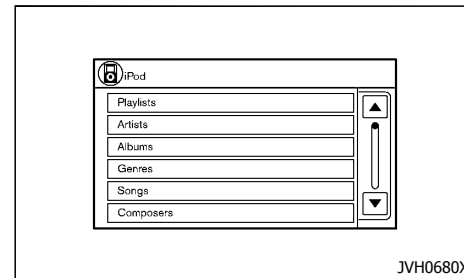 iPod
Playlists
Artists
Albums
Genres
Songs
Composers
JVH0680X